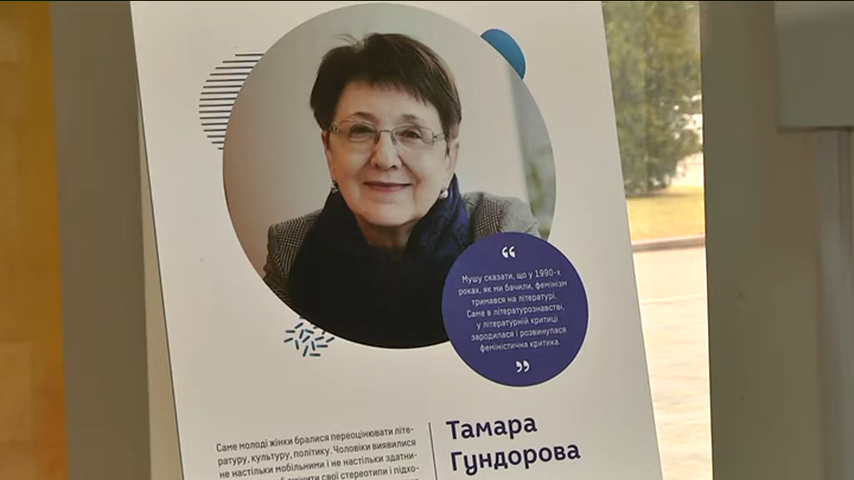 “
Мушу сказати, що у 1990-х
роках, як ми бачили, фемінізм
тримався на літературі.
Саме в літературознавстві,
у літературній критиці
зародилася і розвинулася
феміністична критика.
”
Саме молоді жінки бралися переоцінювати літе-
ратуру, культуру, політику. Чоловіки виявилися
не настільки мобільними і не настільки здатни-
свої стереотипи і підхо-
Тамара
Гундорова